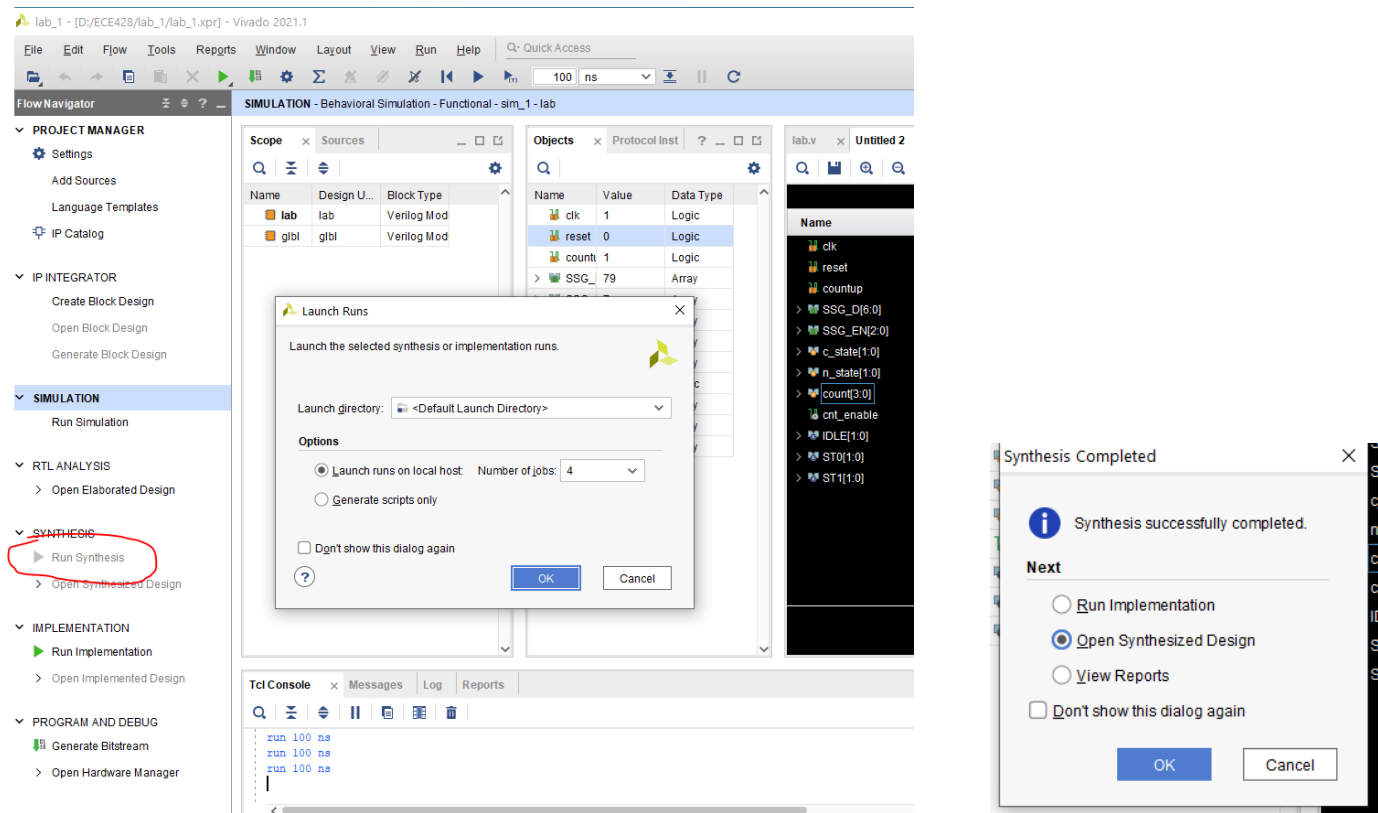 lab_1 - [D:/ECE428/lab_1/lab_1.xpr] - Vivado 2021.1
File Edit Flow Tools Reports Window Layout View Run Help Quick Access
100 ns
Flow Navigator ? SIMULATION - Behavioral Simulation - Functional - sim_1 - lab
PROJECT MANAGER
Settings
Add Sources
Language Templates
IP Catalog
IP INTEGRATOR
Create Block Design
Open Block Design
Generate Block Design
SIMULATION
Run Simulation
RTL ANALYSIS
Open Elaborated Design
SYNTHESIS
Run Synthesis
Open Synthesized Design
IMPLEMENTATION
Run Implementation
Open Implemented Design
PROGRAM AND DEBUG
Generate Bitstream
Open Hardware Manager
Scope Sources
Name Design U... Block Type
lab lab Verilog Mod
glbl glbl Verilog Mod
Objects Protocol Inst ?
Name Value Data Type
clk 1 Logic
reset 0 Logic
countu 1 Logic
SSG_ 79 Array
lab.v Untitled 2
Name
clk
reset
countup
SSG_D[6:0]
SSG_EN[2:0]
c_state[1:0]
n_state[1:0]
count[3:0]
cnt_enable
IDLE[1:0]
ST0[1:0]
ST1[1:0]
Launch Runs
Launch the selected synthesis or implementation runs.
Launch directory: <Default Launch Directory>
Options
Launch runs on local host: Number of jobs: 4
Generate scripts only
Don't show this dialog again
? OK Cancel
Tcl Console Messages Log Reports
run 100 ns
run 100 ns
run 100 ns
Synthesis Completed
Synthesis successfully completed.
Next
Run Implementation
Open Synthesized Design
View Reports
Don't show this dialog again
OK Cancel